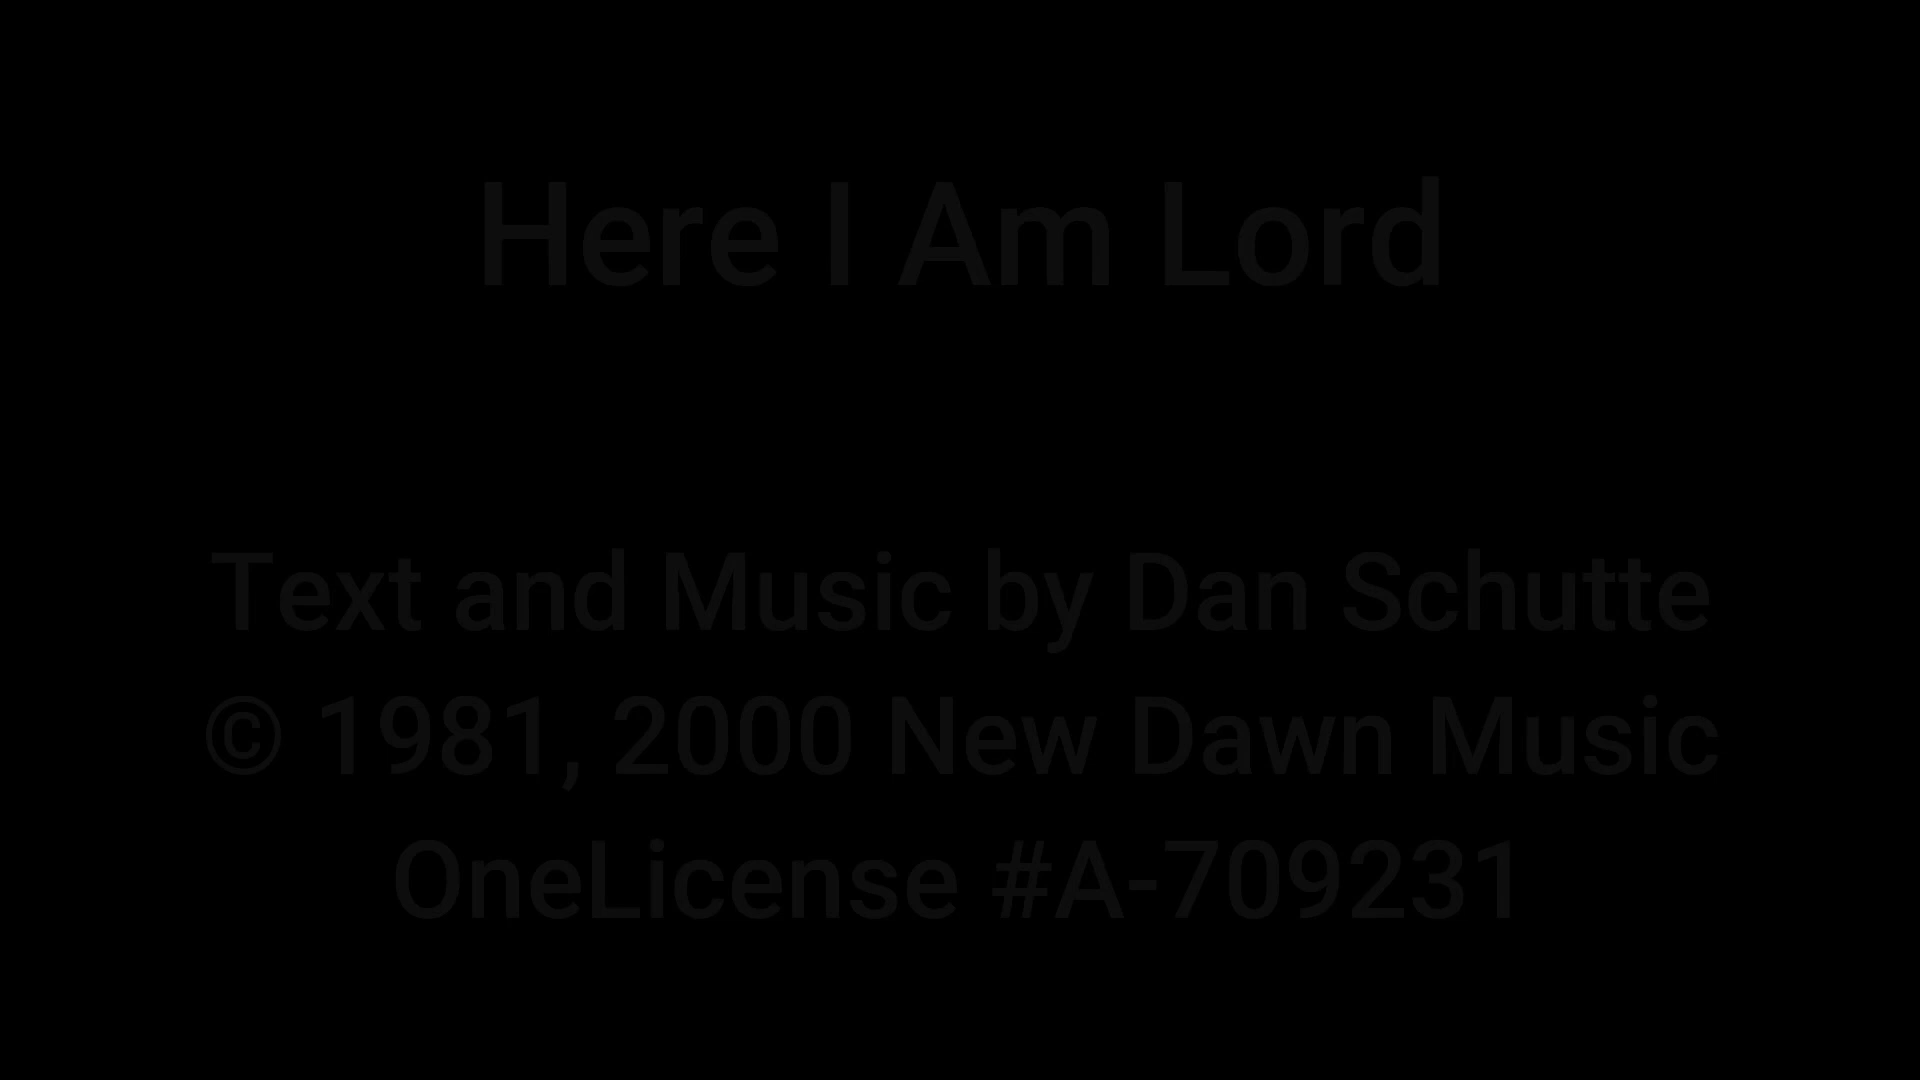 Here I Am Lord
Text and Music by Dan Schutte
© 1981, 2000 New Dawn Music
OneLicense #A-709231